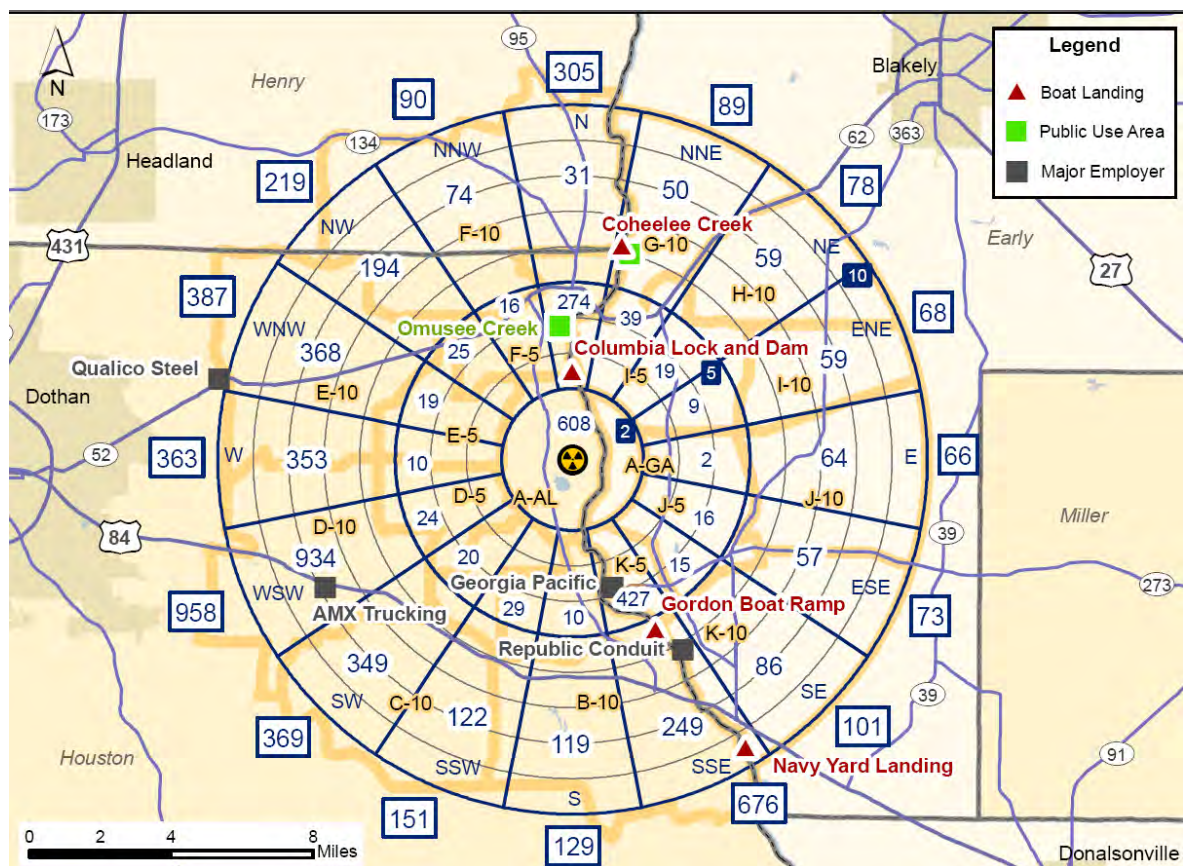 95
305
Blakely
Legend
Boat Landing
Public Use Area
Major Employer
N
Henry
90
89
173
134
N
62
363
Headland
NNW
NNE
219
78
74
31
50
NW
Coheelee Creek
NE
Early
431
F-10
G-10
59
27
194
H-10
10
387
16
274
39
68
WNW
Omusee Creek
ENE
368
25
F-5
Columbia Lock and Dam
59
Qualico Steel
I-5
19
5
I-10
Dothan
E-10
19
9
608
2
E-5
52
363
W
353
10
A-GA
2
64
E
66
D-5
A-AL
J-5
J-10
Miller
D-10
24
16
84
39
934
20
K-5
15
57
273
WSW
Georgia Pacific
427
ESE
958
AMX Trucking
29
10
Gordon Boat Ramp
73
Republic Conduit
K-10
349
86
SW
C-10
B-10
SE
39
122
119
249
101
369
Houston
SSW
SSE
Navy Yard Landing
91
S
151
129
676
0 2 4 8
Miles
Donalsonville